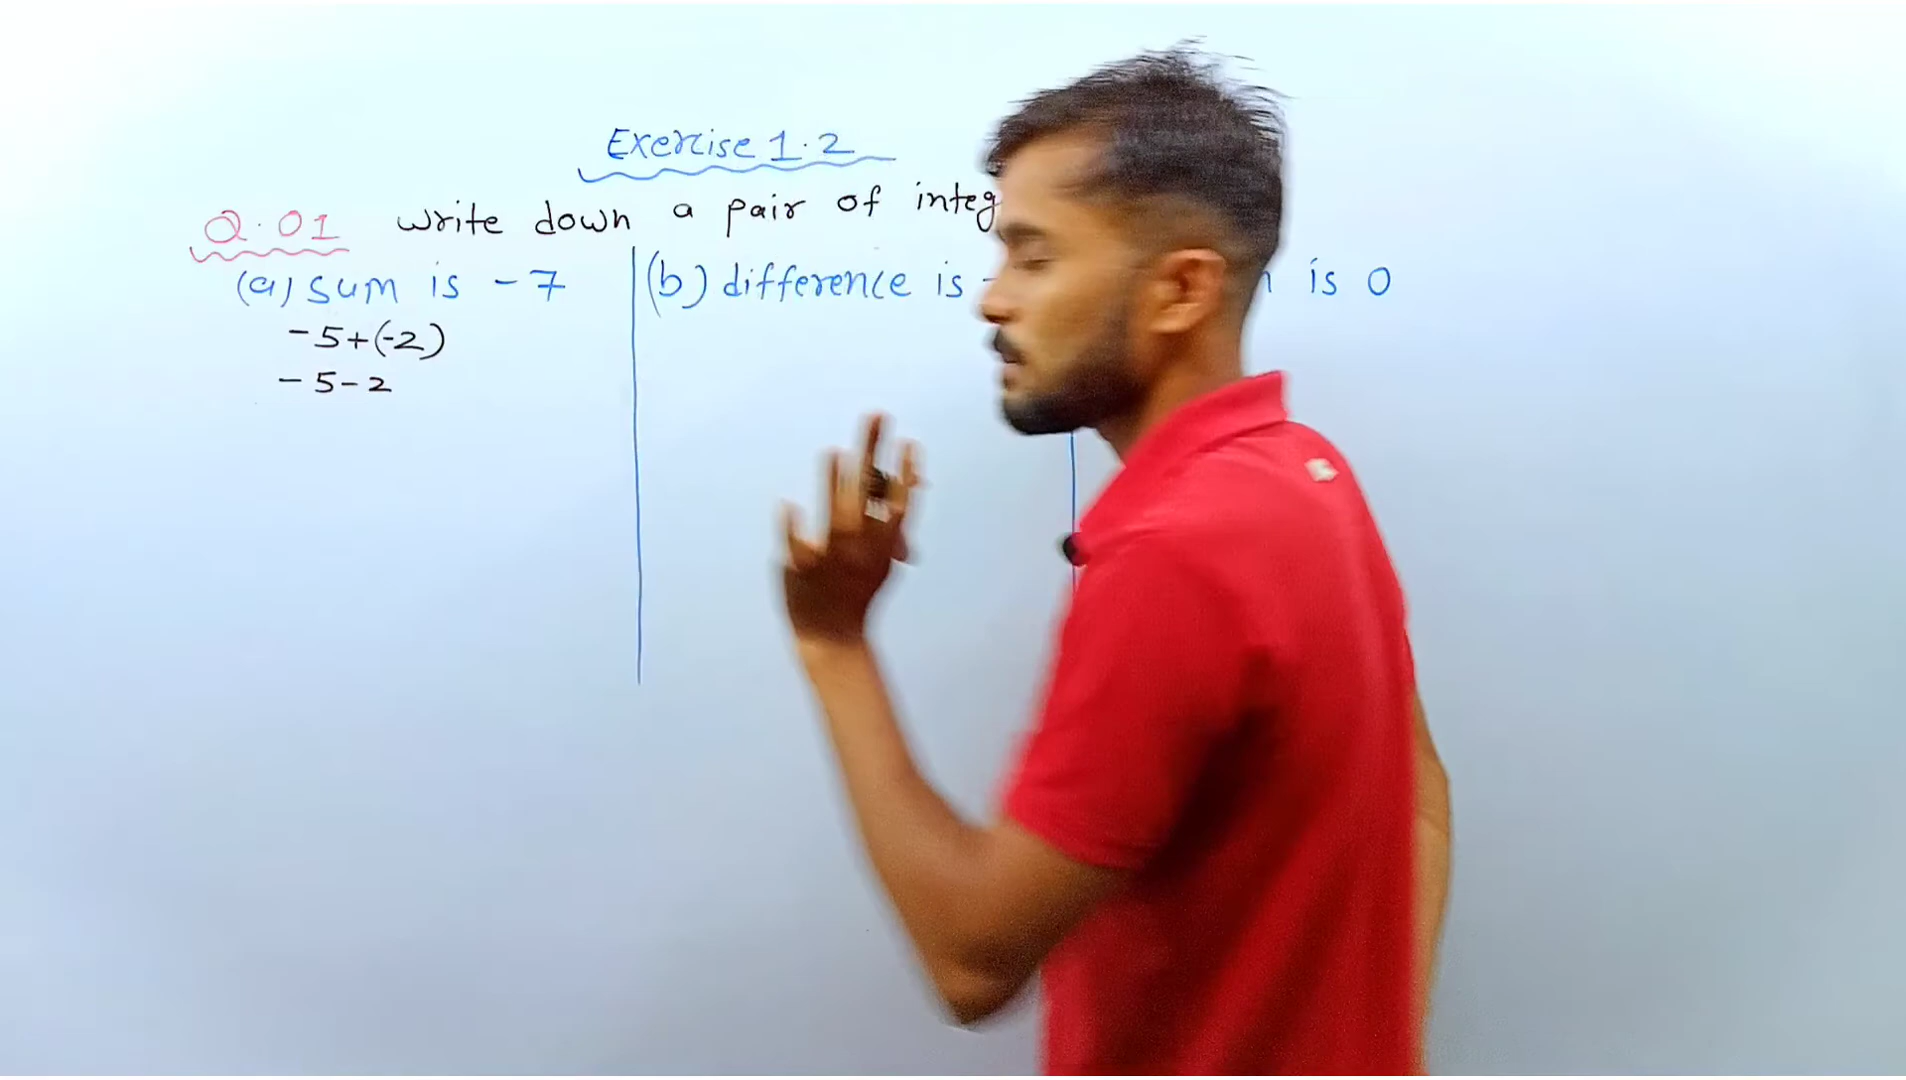 Exercise 1.2
Q.01 write down a pair of
(a) sum is -7
(b) difference is
is 0
-5+(-2)
-5-2